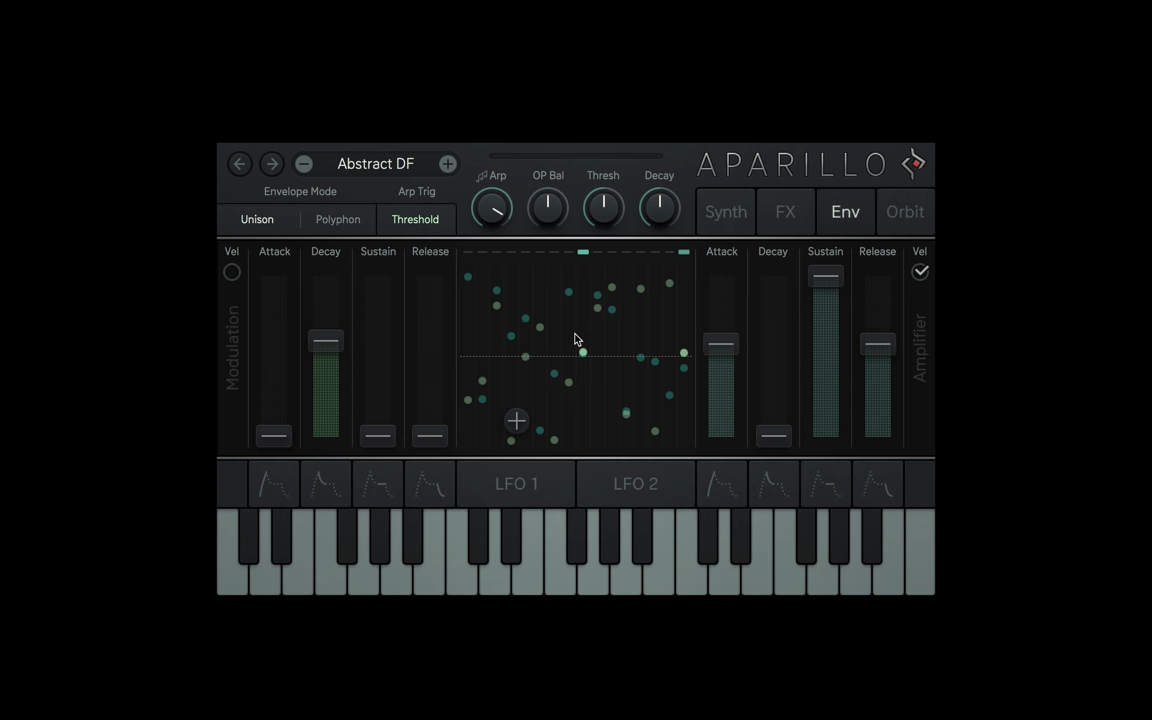 Abstract DF
Arp
OP Bal
Thresh
Decay
APARILLO
Envelope Mode
Arp Trig
Unison
Polyphon
Threshold
Synth
FX
Env
Orbit
Vel
Attack
Decay
Sustain
Release
Attack
Decay
Sustain
Release
Vel
Modulation
Amplifier
LFO 1
LFO 2